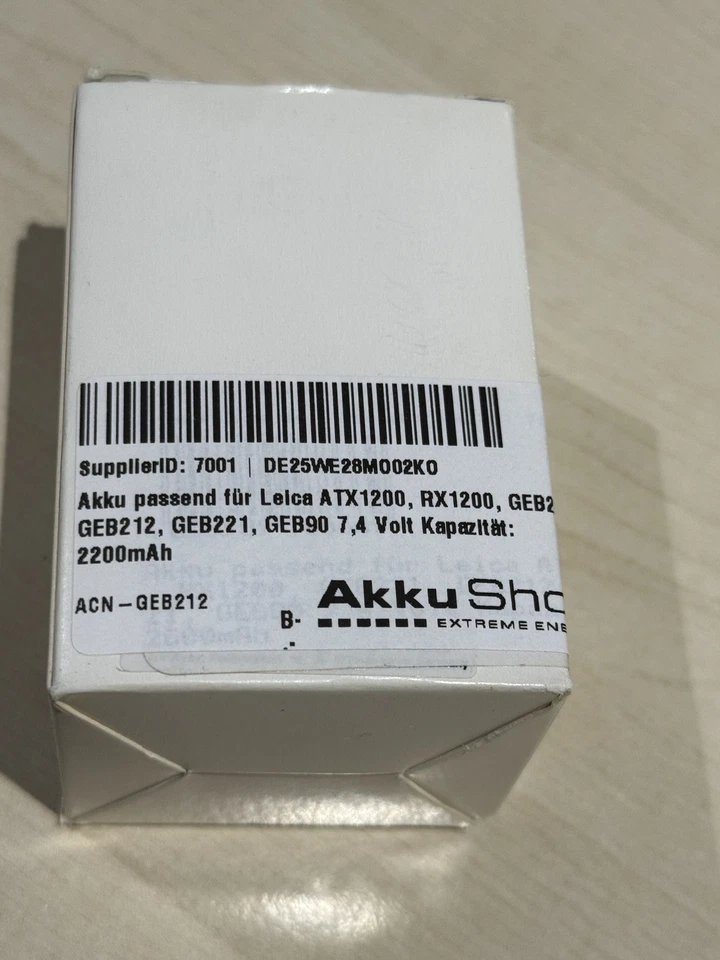 SupplierID: 7001 | DE25WE28MO02KO
Akku passend für Leica ATX1200, RX1200, GEB2
GEB212, GEB221, GEB90 7,4 Volt Kapazität:
2200mAh
ACN-GEB212
B-
Akku Sho
EXTREME ENE